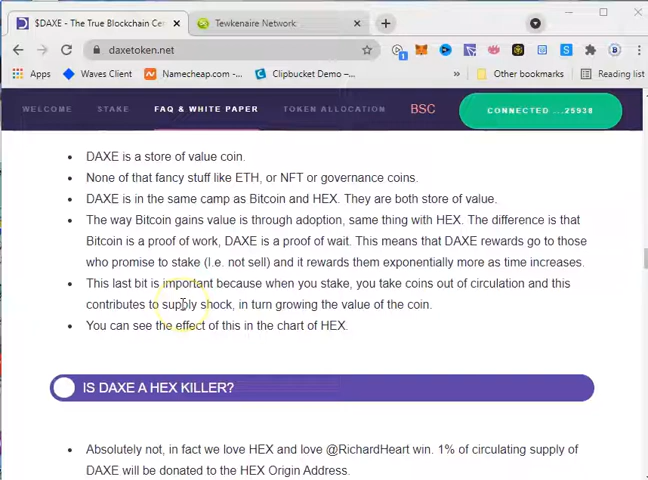 $DAXE - The True Blockchain Cer
Tewkenaire Network:
daxetoken.net
Apps
Waves Client
Namecheap.com -...
Clipbucket Demo –...
Other bookmarks
Reading list
WELCOME
STAKE
FAQ & WHITE PAPER
TOKEN ALLOCATION
BSC
CONNECTED ...25938
DAXE is a store of value coin.
None of that fancy stuff like ETH, or NFT or governance coins.
DAXE is in the same camp as Bitcoin and HEX. They are both store of value.
The way Bitcoin gains value is through adoption, same thing with HEX. The difference is that
Bitcoin is a proof of work, DAXE is a proof of wait. This means that DAXE rewards go to those
who promise to stake (I.e. not sell) and it rewards them exponentially more as time increases.
This last bit is important because when you stake, you take coins out of circulation and this
contributes to supply shock, in turn growing the value of the coin.
You can see the effect of this in the chart of HEX.
IS DAXE A HEX KILLER?
Absolutely not, in fact we love HEX and love @RichardHeart win. 1% of circulating supply of
DAXE will be donated to the HEX Origin Address.